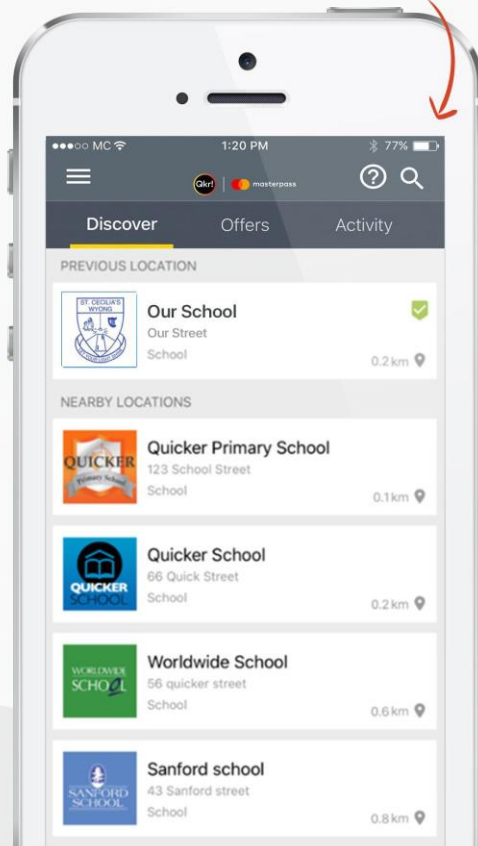 MC 1:20 PM 77%
Qkr! masterpass
Discover Offers Activity
PREVIOUS LOCATION
ST. CECILIA'S
WYONG
Our School
Our Street
School
0.2 km
NEARBY LOCATIONS
QUICKER
Primary School
Quicker Primary School
123 School Street
School
0.1 km
QUICKER
SCHOOL
Quicker School
66 Quick Street
School
0.2 km
WORLDWIDE
SCHOOL
Worldwide School
56 quicker street
School
0.6 km
SANFORD
SCHOOL
Sanford school
43 Sanford street
School
0.8 km